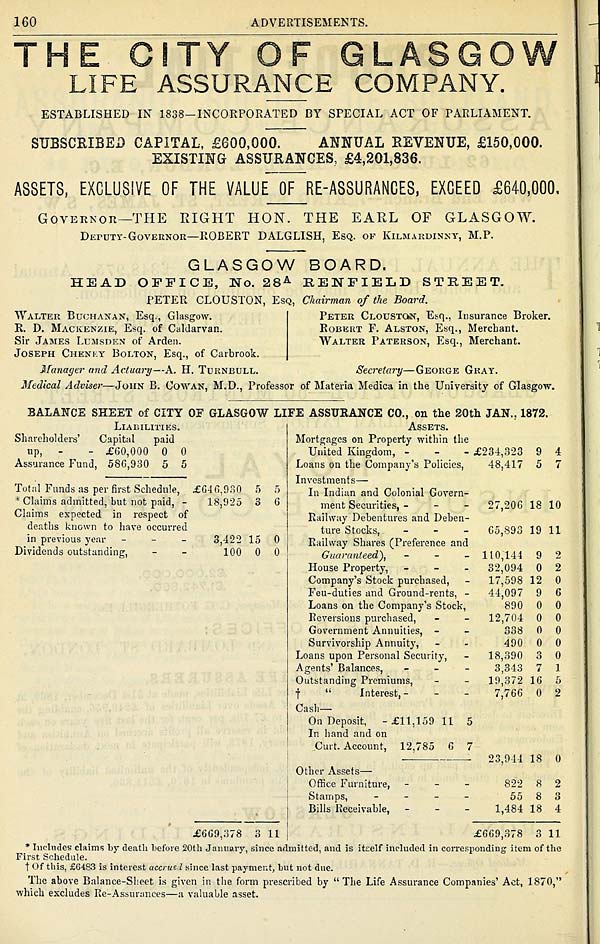 160 ADVERTISEMENTS.
THE CITY OF GLASGOW
LIFE ASSURANCE COMPANY.
ESTABLISHED IN 1838—INCORPORATED BY SPECIAL ACT OF PARLIAMENT.
SUBSCRIBED CAPITAL, £600,000. ANNUAL REVENUE, £150,000.
EXISTING ASSURANCES, £4,201,836.
ASSETS, EXCLUSIVE OF THE VALUE OF RE-ASSURANCES, EXCEED £640,000.
GOVERNOR—THE RIGHT HON. THE EARL OF GLASGOW.
DEPUTY-GOVERNOR—ROBERT DALGLISH, ESQ. OF KILMARDINNY, M.P.
GLASGOW BOARD.
HEAD OFFICE, No. 28A RENFIELD STREET.
PETER CLOUSTON, ESQ, Chairman of the Board.
WALTER BUCHANAN, Esq., Glasgow.
R. D. MACKENZIE, Esq. of Caldarvan.
Sir JAMES LUMSDEN of Arden.
JOSEPH CHENEY BOLTON, Esq., of Carbrook.
PETER CLOUSTON, Esq., Insurance Broker.
ROBERT F. ALSTON, Esq., Merchant.
WALTER PATERSON, Esq., Merchant.
Manager and Actuary—A. H. TURNBULL. Secretary—GEORGE GRAY.
Medical Adviser—JOHN B. COWAN, M.D., Professor of Materia Medica in the University of Glasgow.
BALANCE SHEET of CITY OF GLASGOW LIFE ASSURANCE CO., on the 20th JAN., 1872.
LIABILITIES.
Shareholders' Capital paid
up, - - £60,000 0 0
Assurance Fund, 586,930 5 5
Total Funds as per first Schedule, £646,930 5 5
* Claims admitted, but not paid, - 18,925 3 6
Claims expected in respect of
deaths known to have occurred
in previous year - - - 3,422 15 0
Dividends outstanding, - - 100 0 0
£669,378 3 11
ASSETS.
Mortgages on Property within the
United Kingdom, - - - £234,323 9 4
Loans on the Company's Policies, 48,417 5 7
Investments—
In Indian and Colonial Govern-
ment Securities, - - - 27,206 18 10
Railway Debentures and Deben-
ture Stocks, - - - 65,893 19 11
Railway Shares (Preference and
Guaranteed), - - - 110,144 9 2
House Property, - - - 32,094 0 2
Company's Stock purchased, - 17,598 12 0
Feu-duties and Ground-rents, - 44,097 9 6
Loans on the Company's Stock, 890 0 0
Reversions purchased, - - 12,704 0 0
Government Annuities, - - 338 0 0
Survivorship Annuity, - - 490 0 0
Loans upon Personal Security, - 18,390 3 0
Agents' Balances, - - - 3,343 7 1
Outstanding Premiums, - - 19,372 16 5
† " Interest, - - - 7,766 0 2
Cash—
On Deposit, - £11,159 11 5
In hand and on
Curt. Account, 12,785 6 7
23,944 18 0
Other Assets—
Office Furniture, - - - 822 8 2
Stamps, - - - - 55 8 3
Bills Receivable, - - - 1,484 18 4
£669,378 3 11
* Includes claims by death before 20th January, since admitted, and is itself included in corresponding item of the
First Schedule.
† Of this, £6483 is interest accrued since last payment, but not due.
The above Balance-Sheet is given in the form prescribed by “ The Life Assurance Companies' Act, 1870,”
which excludes Re-Assurances—a valuable asset.